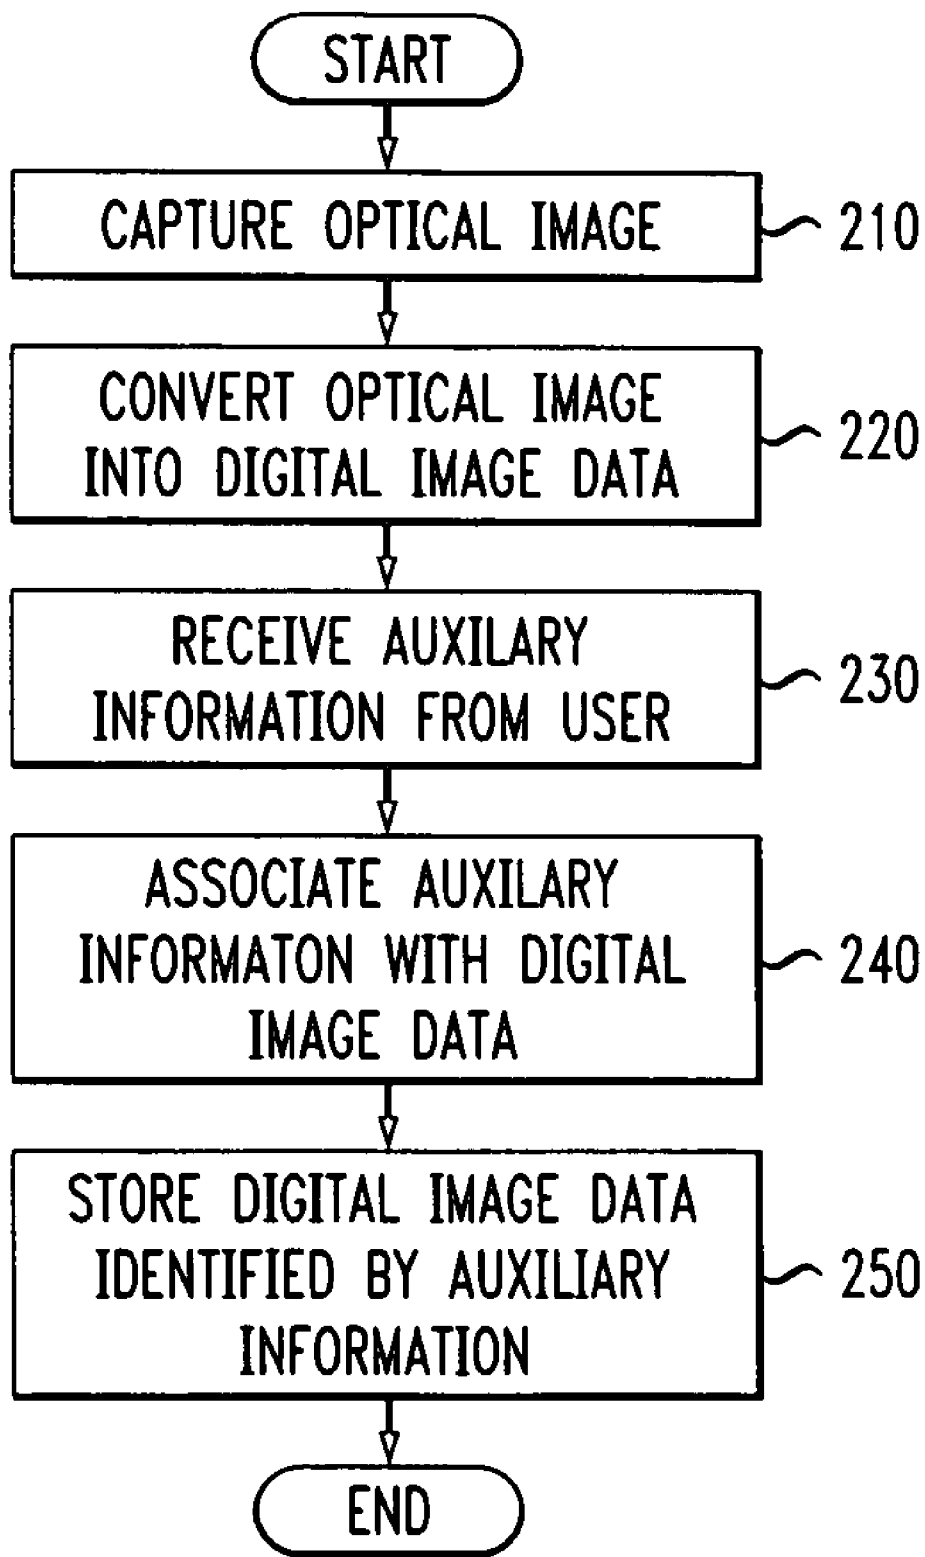 START
CAPTURE OPTICAL IMAGE
210
CONVERT OPTICAL IMAGE
INTO DIGITAL IMAGE DATA
220
RECEIVE AUXILARY
INFORMATION FROM USER
230
ASSOCIATE AUXILARY
INFORMATON WITH DIGITAL
IMAGE DATA
240
STORE DIGITAL IMAGE DATA
IDENTIFIED BY AUXILIARY
INFORMATION
250
END